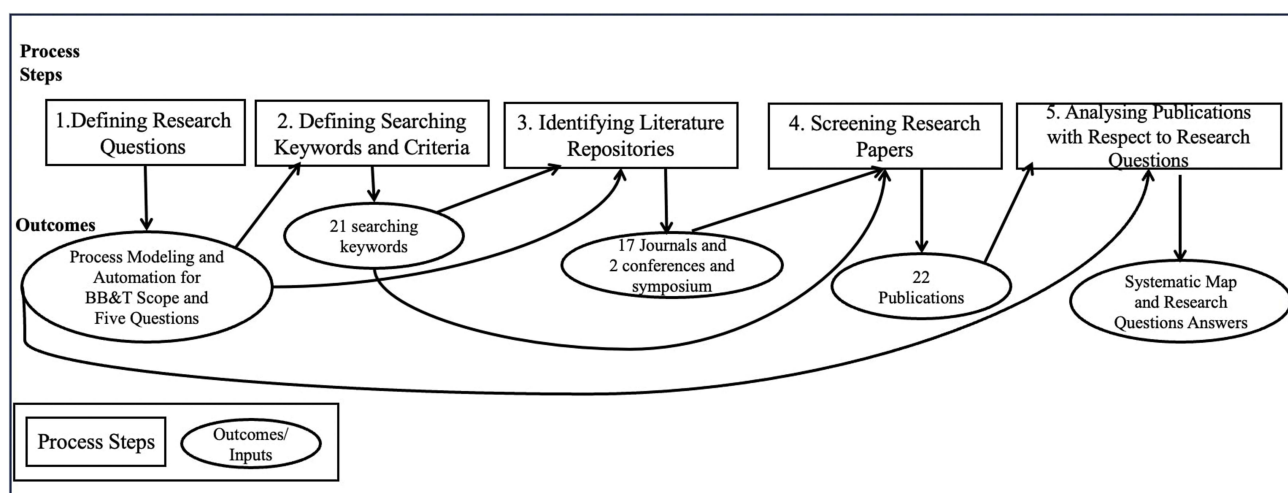 Process
Steps
1.Defining Research
Questions
2. Defining Searching
Keywords and Criteria
3. Identifying Literature
Repositories
4. Screening Research
Papers
5. Analysing Publications
with Respect to Research
Questions
Outcomes
Process Modeling and
Automation for
BB&T Scope and
Five Questions
21 searching
keywords
17 Journals and
2 conferences and
symposium
22
Publications
Systematic Map
and Research
Questions Answers
Process Steps
Outcomes/
Inputs